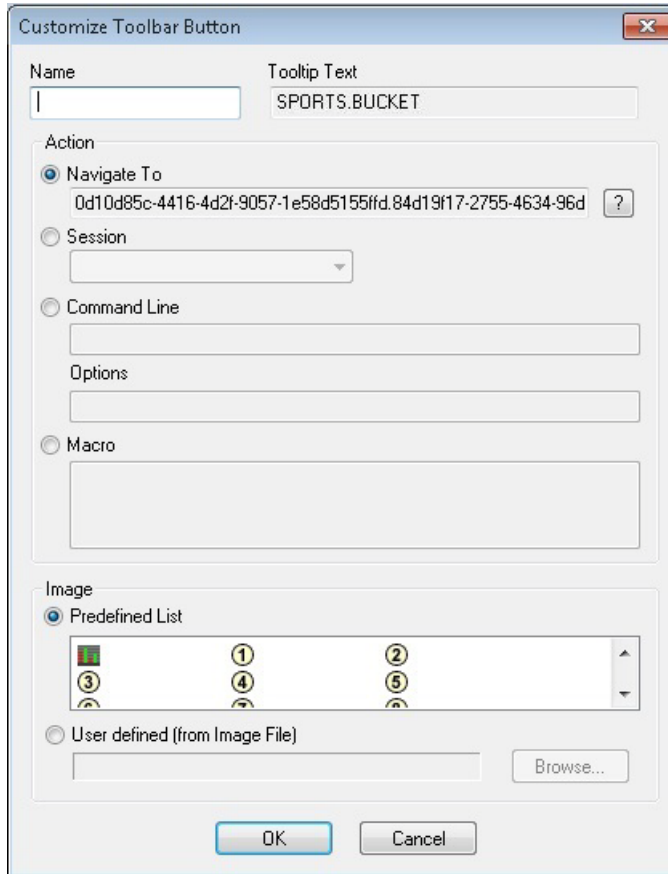 Customize Toolbar Button
Name Tooltip Text
SPORTS.BUCKET
Action
Navigate To
0d10d85c-4416-4d2f-9057-1e58d5155ffd.84d19f17-2755-4634-96d ?
Session
Command Line
Options
Macro
Image
Predefined List
1 2
3 4 5
User defined (from Image File)
Browse...
OK Cancel